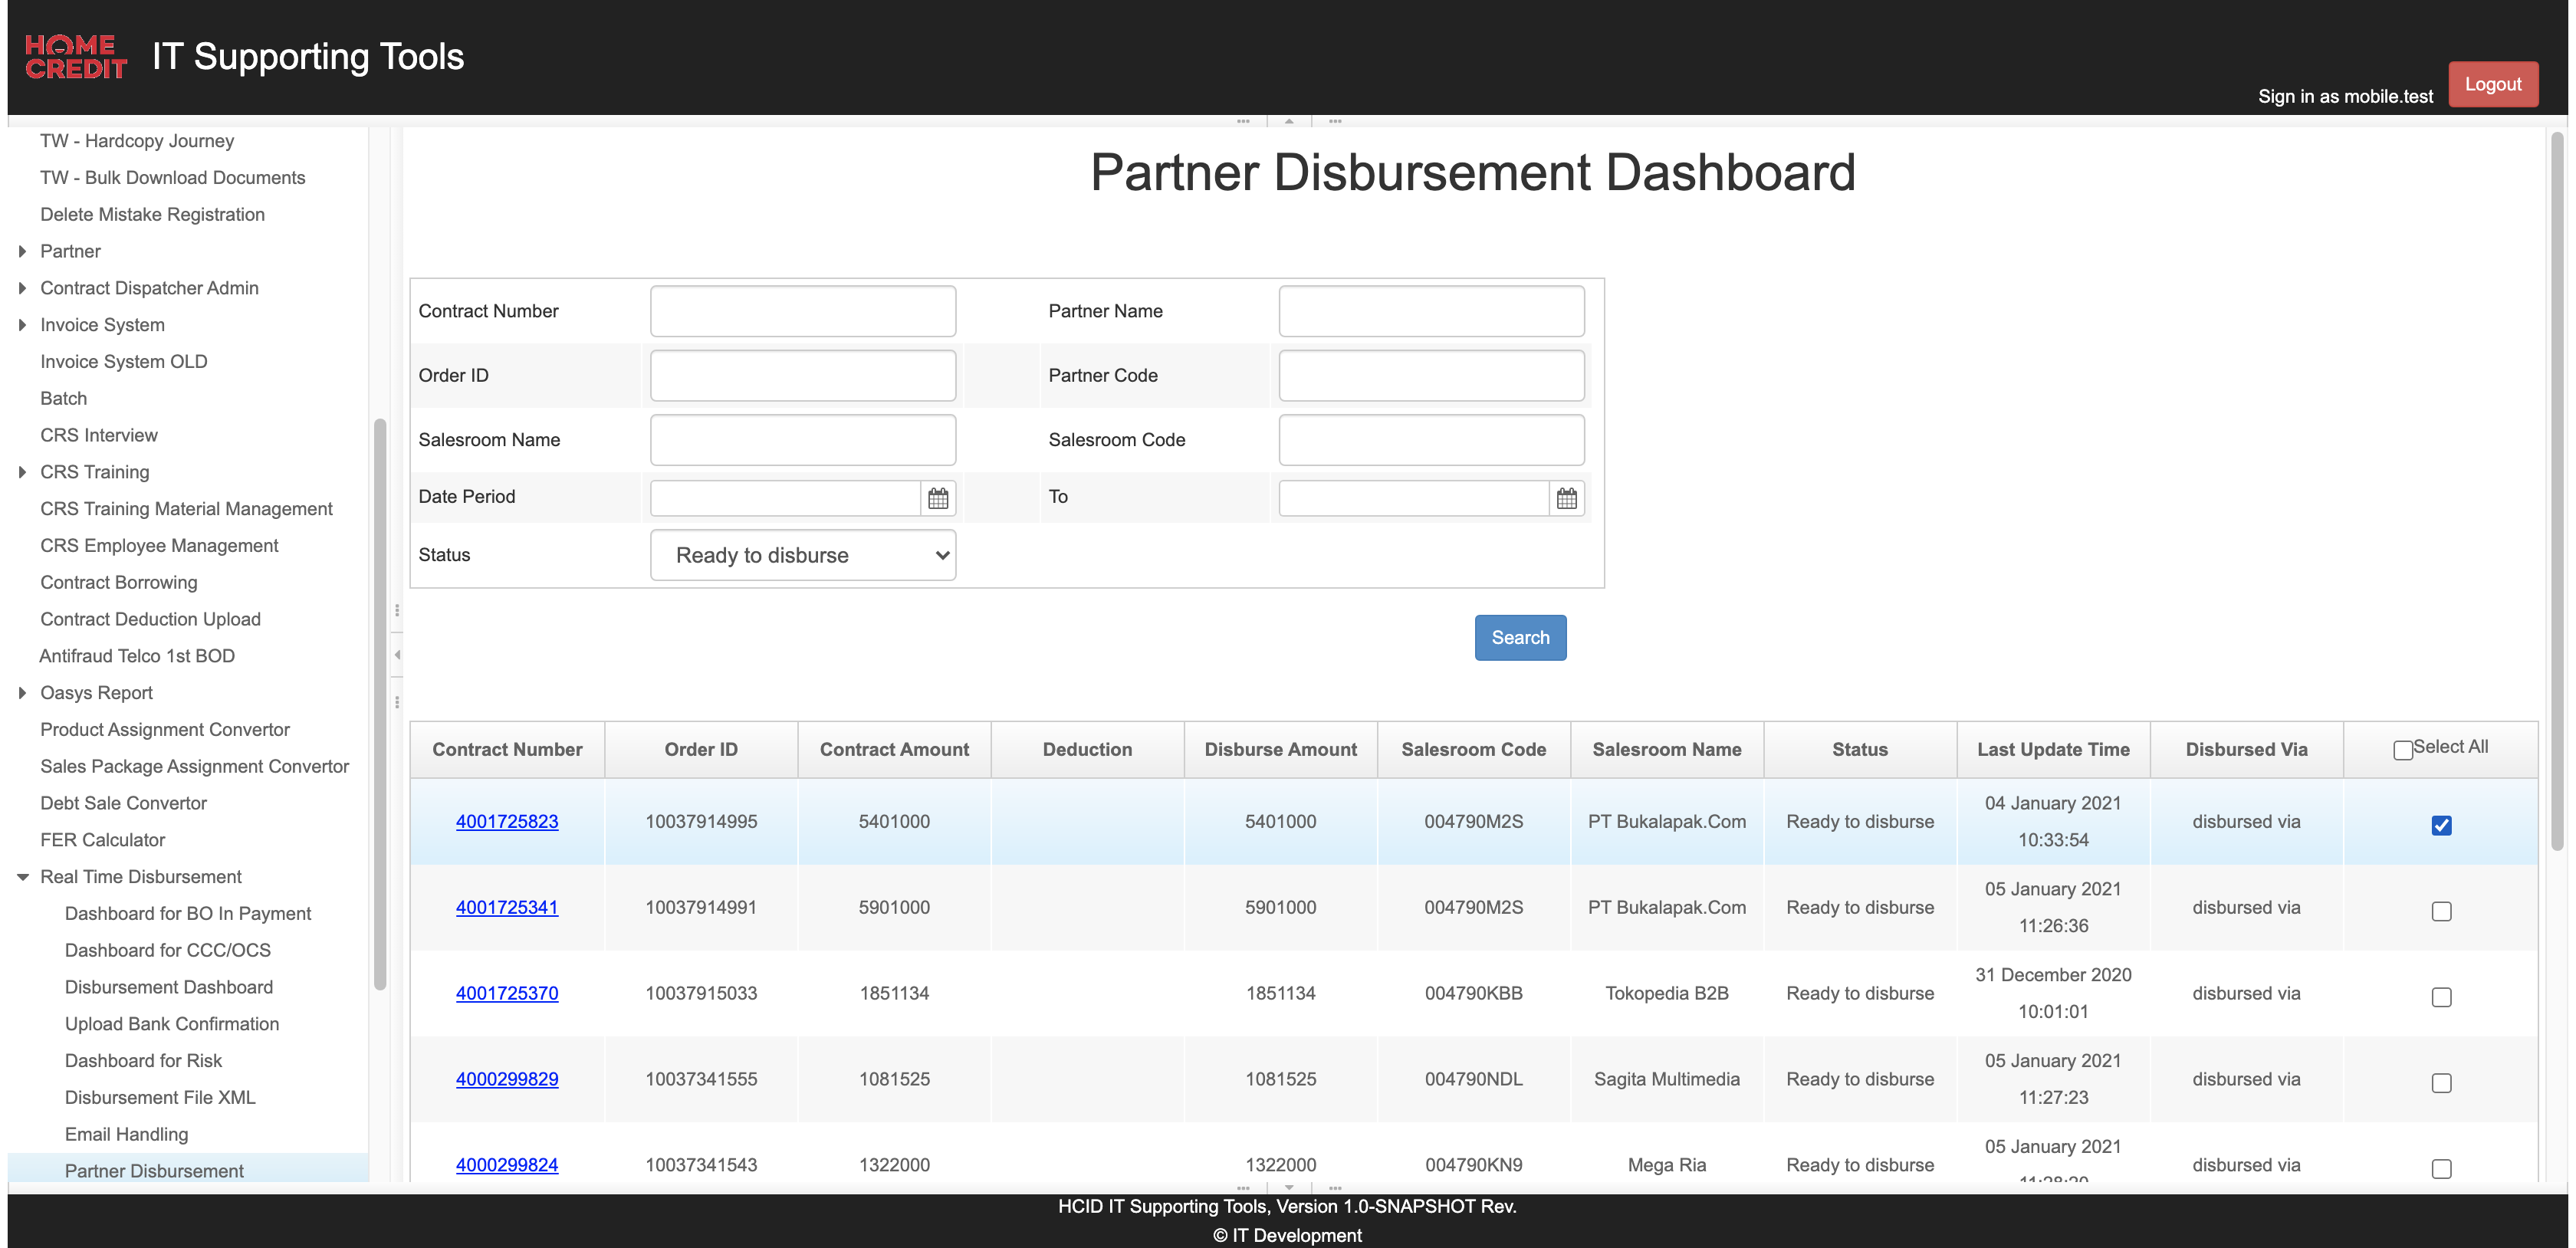 HOME
CREDIT
IT Supporting Tools
Sign in as mobile.test
Logout
TW - Hardcopy Journey
TW - Bulk Download Documents
Delete Mistake Registration
Partner
Contract Dispatcher Admin
Invoice System
Invoice System OLD
Batch
CRS Interview
CRS Training
CRS Training Material Management
CRS Employee Management
Contract Borrowing
Contract Deduction Upload
Antifraud Telco 1st BOD
Oasys Report
Product Assignment Convertor
Sales Package Assignment Convertor
Debt Sale Convertor
FER Calculator
Real Time Disbursement
Dashboard for BO In Payment
Dashboard for CCC/OCS
Disbursement Dashboard
Upload Bank Confirmation
Dashboard for Risk
Disbursement File XML
Email Handling
Partner Disbursement
Partner Disbursement Dashboard
Contract Number Partner Name
Order ID Partner Code
Salesroom Name Salesroom Code
Date Period To
Status Ready to disburse
Search
Contract Number Order ID Contract Amount Deduction Disburse Amount Salesroom Code Salesroom Name Status Last Update Time Disbursed Via Select All
4001725823 10037914995 5401000 5401000 004790M2S PT Bukalapak.Com Ready to disburse 04 January 2021 10:33:54 disbursed via
4001725341 10037914991 5901000 5901000 004790M2S PT Bukalapak.Com Ready to disburse 05 January 2021 11:26:36 disbursed via
4001725370 10037915033 1851134 1851134 004790KBB Tokopedia B2B Ready to disburse 31 December 2020 10:01:01 disbursed via
4000299829 10037341555 1081525 1081525 004790NDL Sagita Multimedia Ready to disburse 05 January 2021 11:27:23 disbursed via
4000299824 10037341543 1322000 1322000 004790KN9 Mega Ria Ready to disburse 05 January 2021 disbursed via
HCID IT Supporting Tools, Version 1.0-SNAPSHOT Rev.
© IT Development